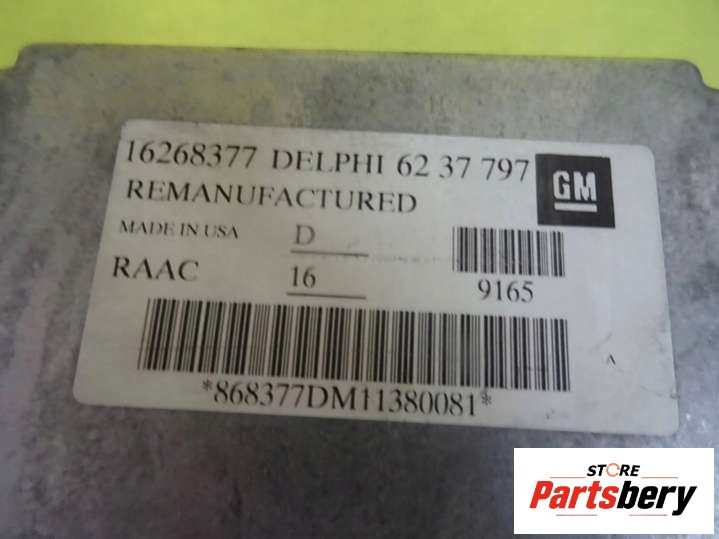 16268377 DELPHI 62 37 797
GM
REMANUFACTURED
MADE IN USA D
RAAC 16
9165
A
*868377DM11380081*
STORE
Partsbery